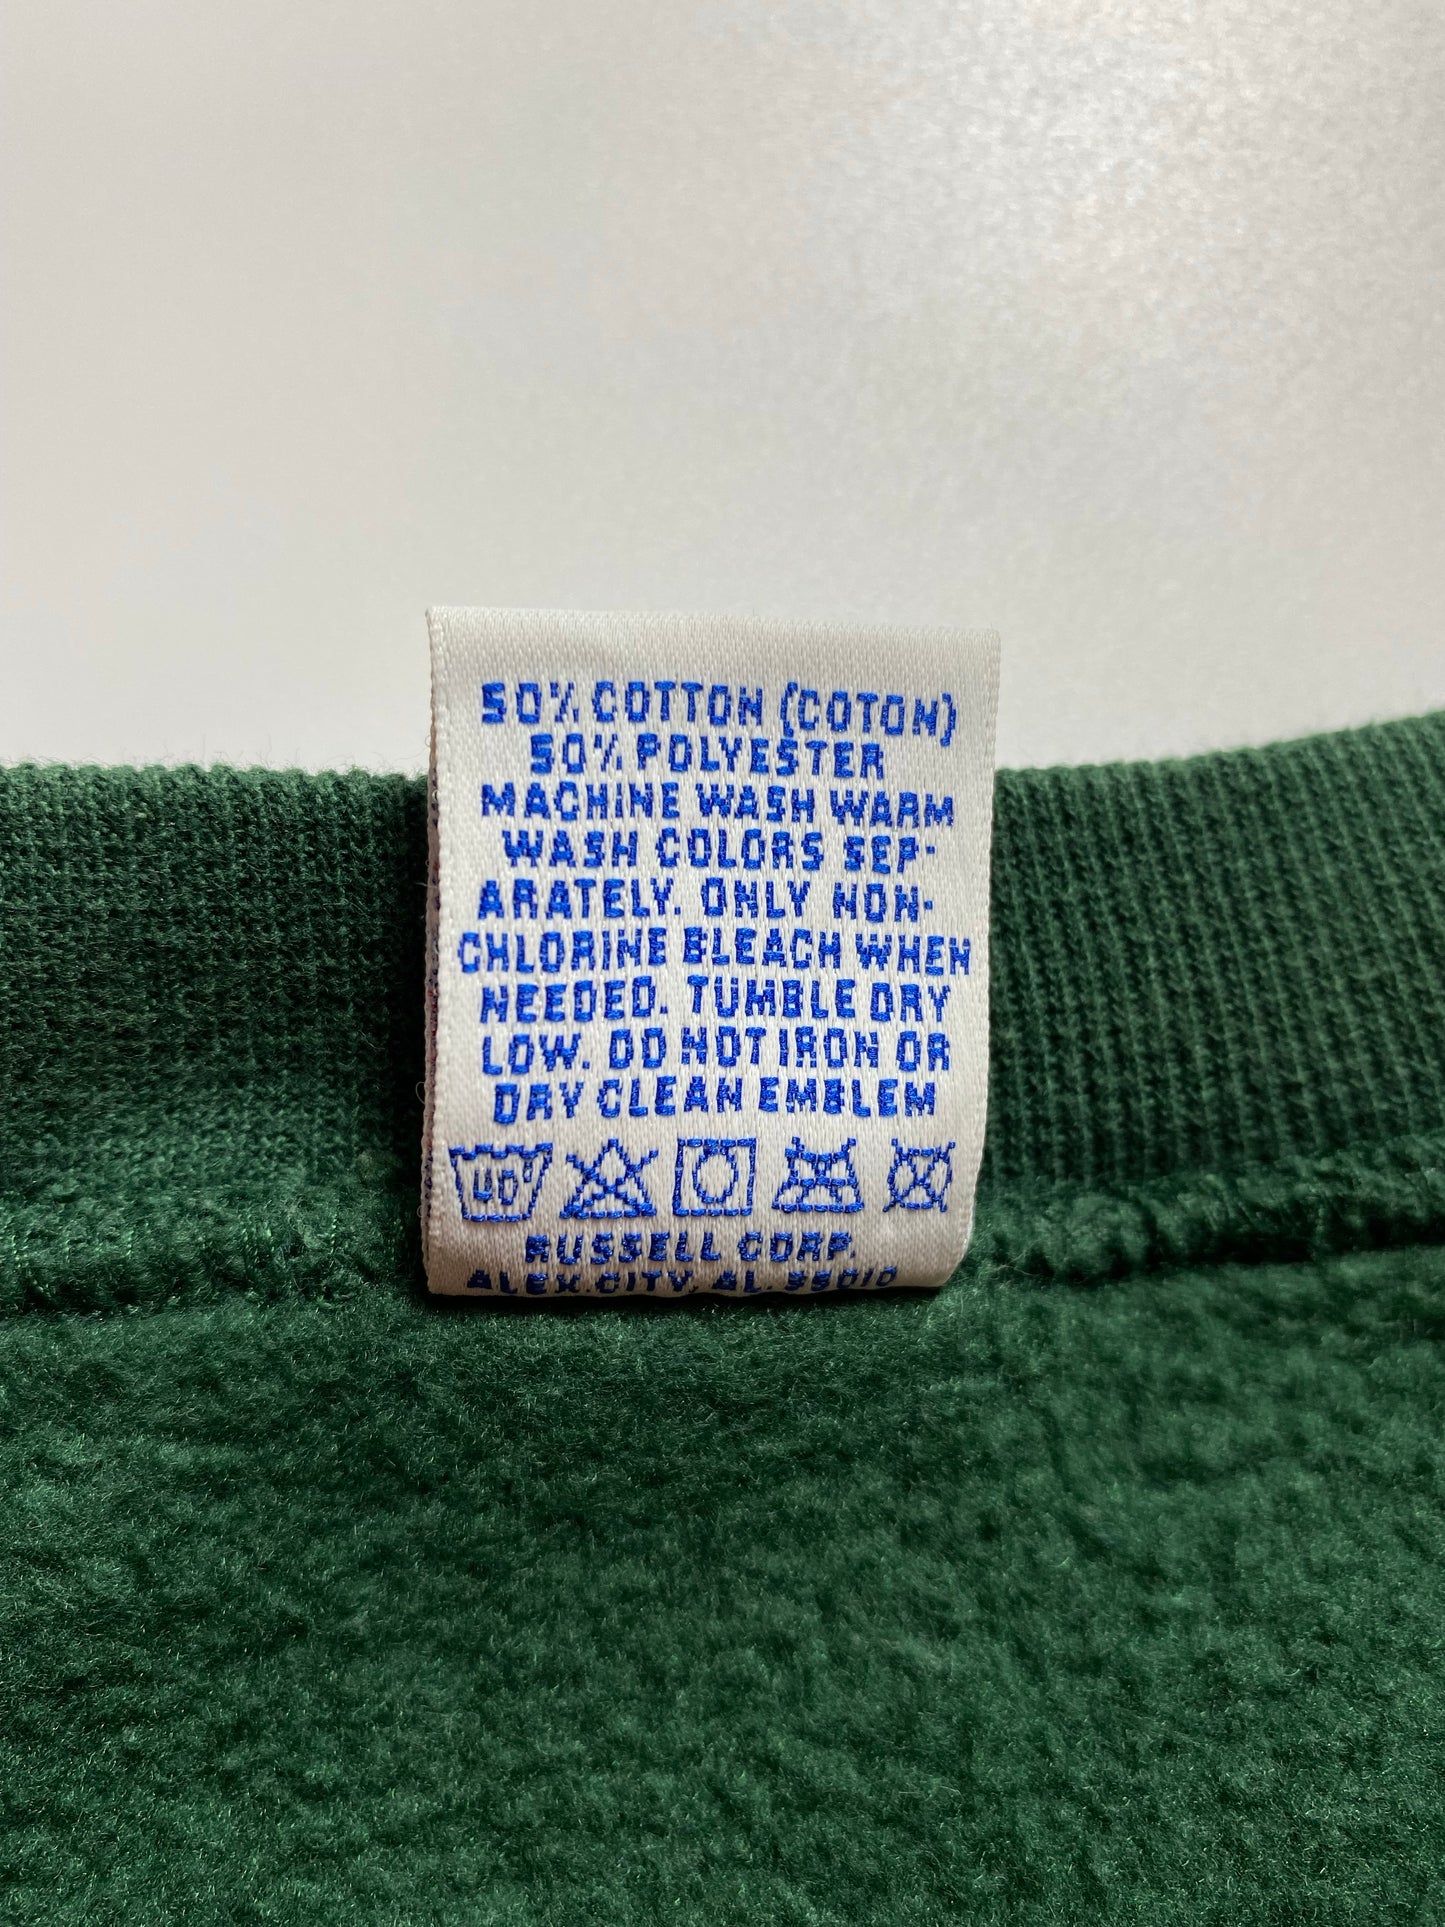 50% COTTON (COTON)
50% POLYESTER
MACHINE WASH WARM
WASH COLORS SEP-
ARATELY. ONLY NON-
CHLORINE BLEACH WHEN
NEEDED. TUMBLE DRY
LOW. DO NOT IRON OR
DRY CLEAN EMBLEM
40°
RUSSELL CORP.
ALEX. CITY, AL. 35010